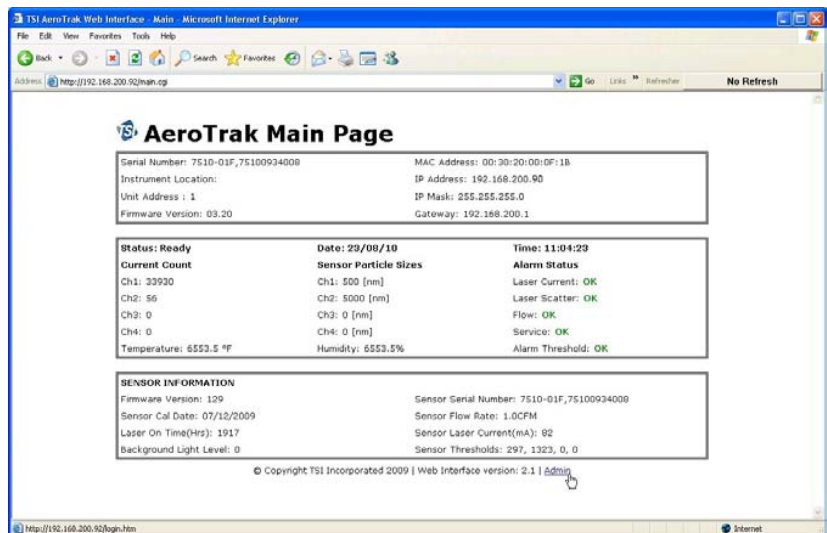 TSI AeroTrak Web Interface - Main - Microsoft Internet Explorer
File Edit View Favorites Tools Help
Back Search Favorites
Address http://192.168.200.92/main.cgi Go Links » Refresher No Refresh
TSI AeroTrak Main Page
Serial Number: 7510-01F,75100934008 MAC Address: 00:30:20:00:0F:1B
Instrument Location: IP Address: 192.168.200.90
Unit Address : 1 IP Mask: 255.255.255.0
Firmware Version: 03.20 Gateway: 192.168.200.1
Status: Ready Date: 23/08/10 Time: 11:04:23
Current Count Sensor Particle Sizes Alarm Status
Ch1: 33930 Ch1: 500 [nm] Laser Current: OK
Ch2: 56 Ch2: 5000 [nm] Laser Scatter: OK
Ch3: 0 Ch3: 0 [nm] Flow: OK
Ch4: 0 Ch4: 0 [nm] Service: OK
Temperature: 6553.5 ºF Humidity: 6553.5% Alarm Threshold: OK
SENSOR INFORMATION
Firmware Version: 129 Sensor Serial Number: 7510-01F,75100934008
Sensor Cal Date: 07/12/2009 Sensor Flow Rate: 1.0CFM
Laser On Time(Hrs): 1917 Sensor Laser Current(mA): 82
Background Light Level: 0 Sensor Thresholds: 297, 1323, 0, 0
© Copyright TSI Incorporated 2009 | Web Interface version: 2.1 | Admin
http://192.168.200.92/login.htm Internet